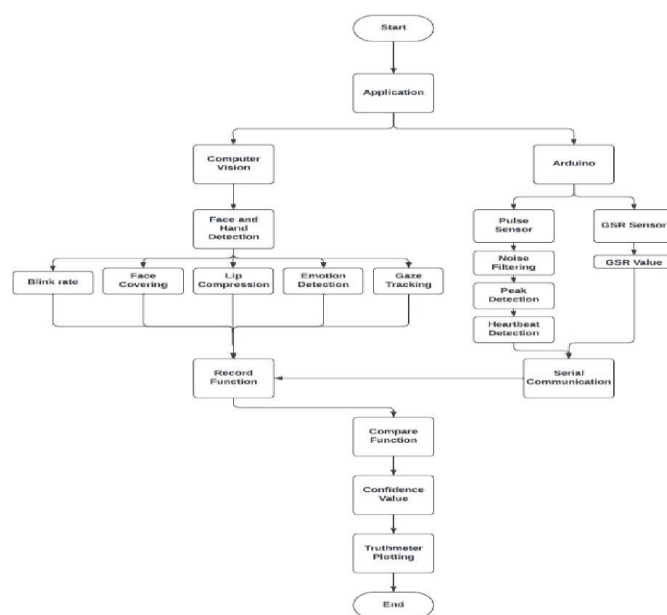 Start
Application
Computer
Vision
Arduino
Face and
Hand
Detection
Pulse
Sensor
GSR Sensor
Blink rate
Face
Covering
Lip
Compression
Emotion
Detection
Gaze
Tracking
Noise
Filtering
GSR Value
Peak
Detection
Heartbeat
Detection
Record
Function
Serial
Communication
Compare
Function
Confidence
Value
Truthmeter
Plotting
End